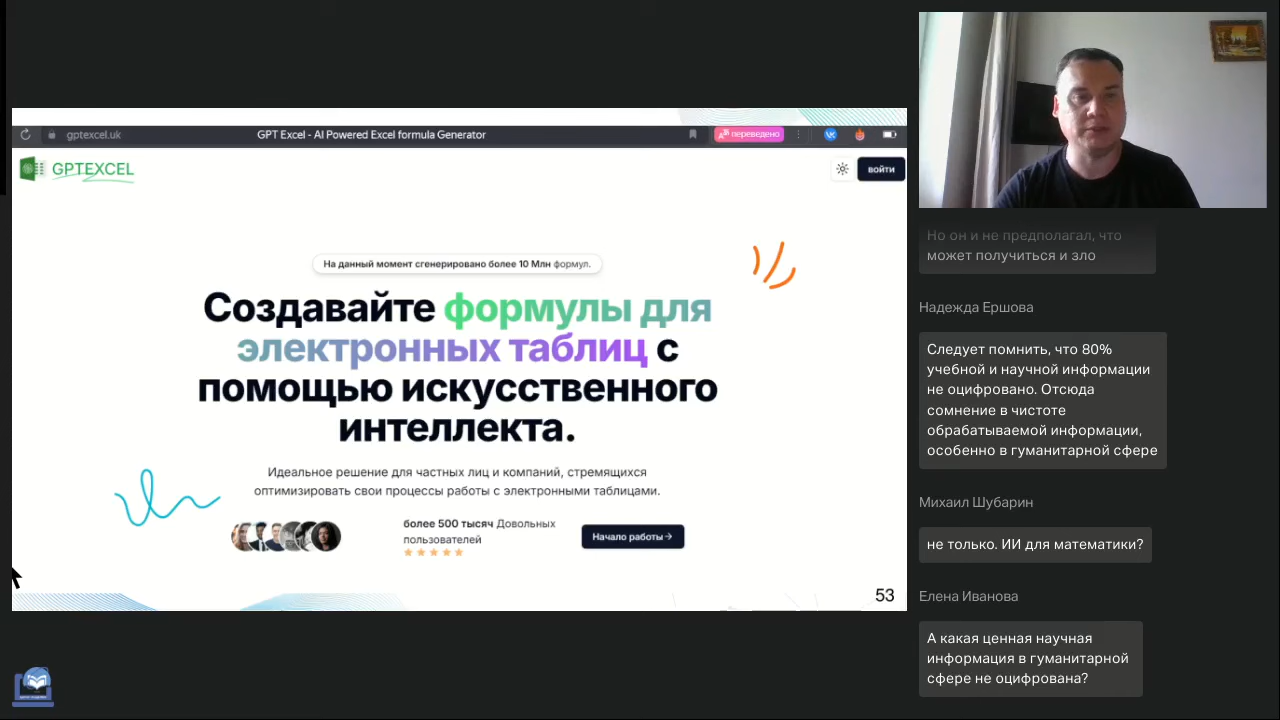 gptexcel.uk
GPT Excel - AI Powered Excel formula Generator
переведено
GPTEXCEL
войти
На данный момент сгенерировано более 10 Млн формул.
Создавайте формулы для
электронных таблиц с
помощью искусственного
интеллекта.
Идеальное решение для частных лиц и компаний, стремящихся
оптимизировать свои процессы работы с электронными таблицами.
более 500 тысяч Довольных
пользователей
Начало работы→
53
Но он и не предполагал, что
может получиться и зло
Надежда Ершова
Следует помнить, что 80%
учебной и научной информации
не оцифровано. Отсюда
сомнение в чистоте
обрабатываемой информации,
особенно в гуманитарной сфере
Михаил Шубарин
не только. ИИ для математики?
Елена Иванова
А какая ценная научная
информация в гуманитарной
сфере не оцифрована?